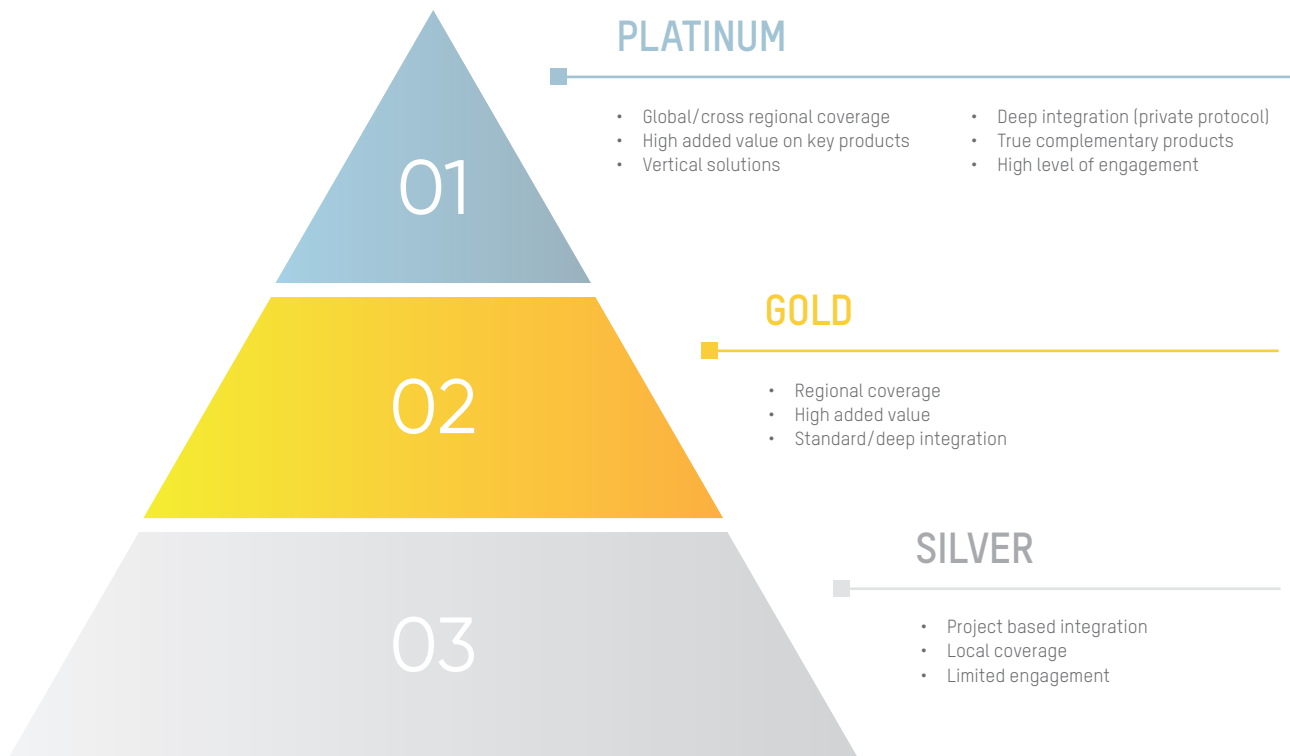 PLATINUM
• Global/cross regional coverage
• High added value on key products
• Vertical solutions
• Deep integration (private protocol)
• True complementary products
• High level of engagement
01
GOLD
• Regional coverage
• High added value
• Standard/deep integration
02
SILVER
• Project based integration
• Local coverage
• Limited engagement
03